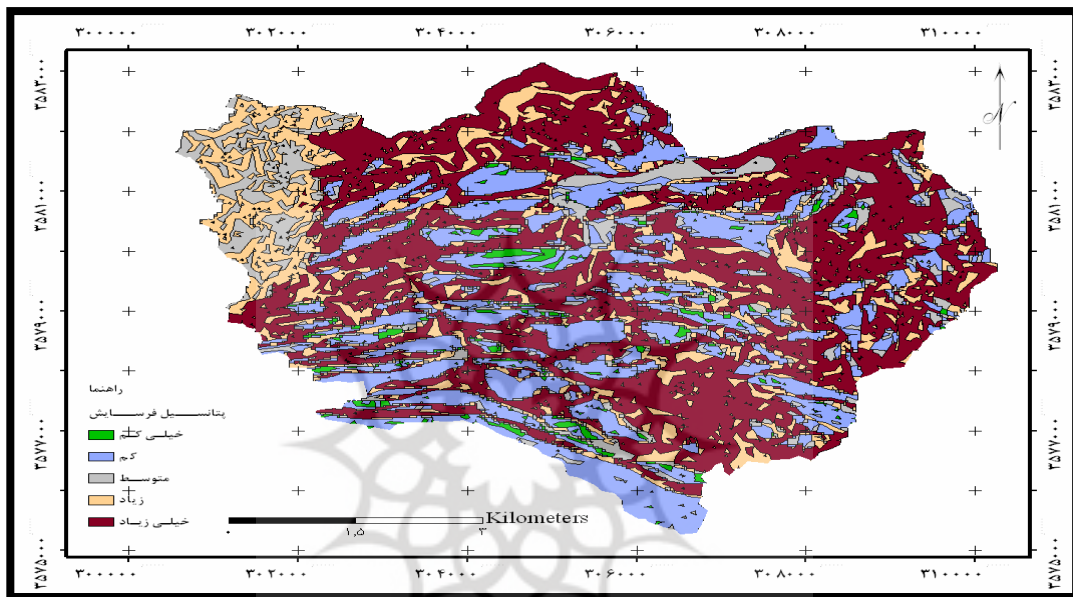 ۳۰۰۰۰۰ ۳۰۲۰۰۰ ۳۰۴۰۰۰ ۳۰۶۰۰۰ ۳۰۸۰۰۰ ۳۱۰۰۰۰
۳۵۸۳۰۰۰ ۳۵۸۳۰۰۰
N
۳۵۸۱۰۰۰ ۳۵۸۱۰۰۰
۳۵۷۹۰۰۰ ۳۵۷۹۰۰۰
راهنما
پتانسیل فرسایش
خیلی کم
کم
متوسط
زیاد
خیلی زیاد
۳۵۷۷۰۰۰ ۳۵۷۷۰۰۰
Kilometers
۰ ۱,۵ ۳
۳۵۷۵۰۰۰ ۳۵۷۵۰۰۰
۳۰۰۰۰۰ ۳۰۲۰۰۰ ۳۰۴۰۰۰ ۳۰۶۰۰۰ ۳۰۸۰۰۰ ۳۱۰۰۰۰